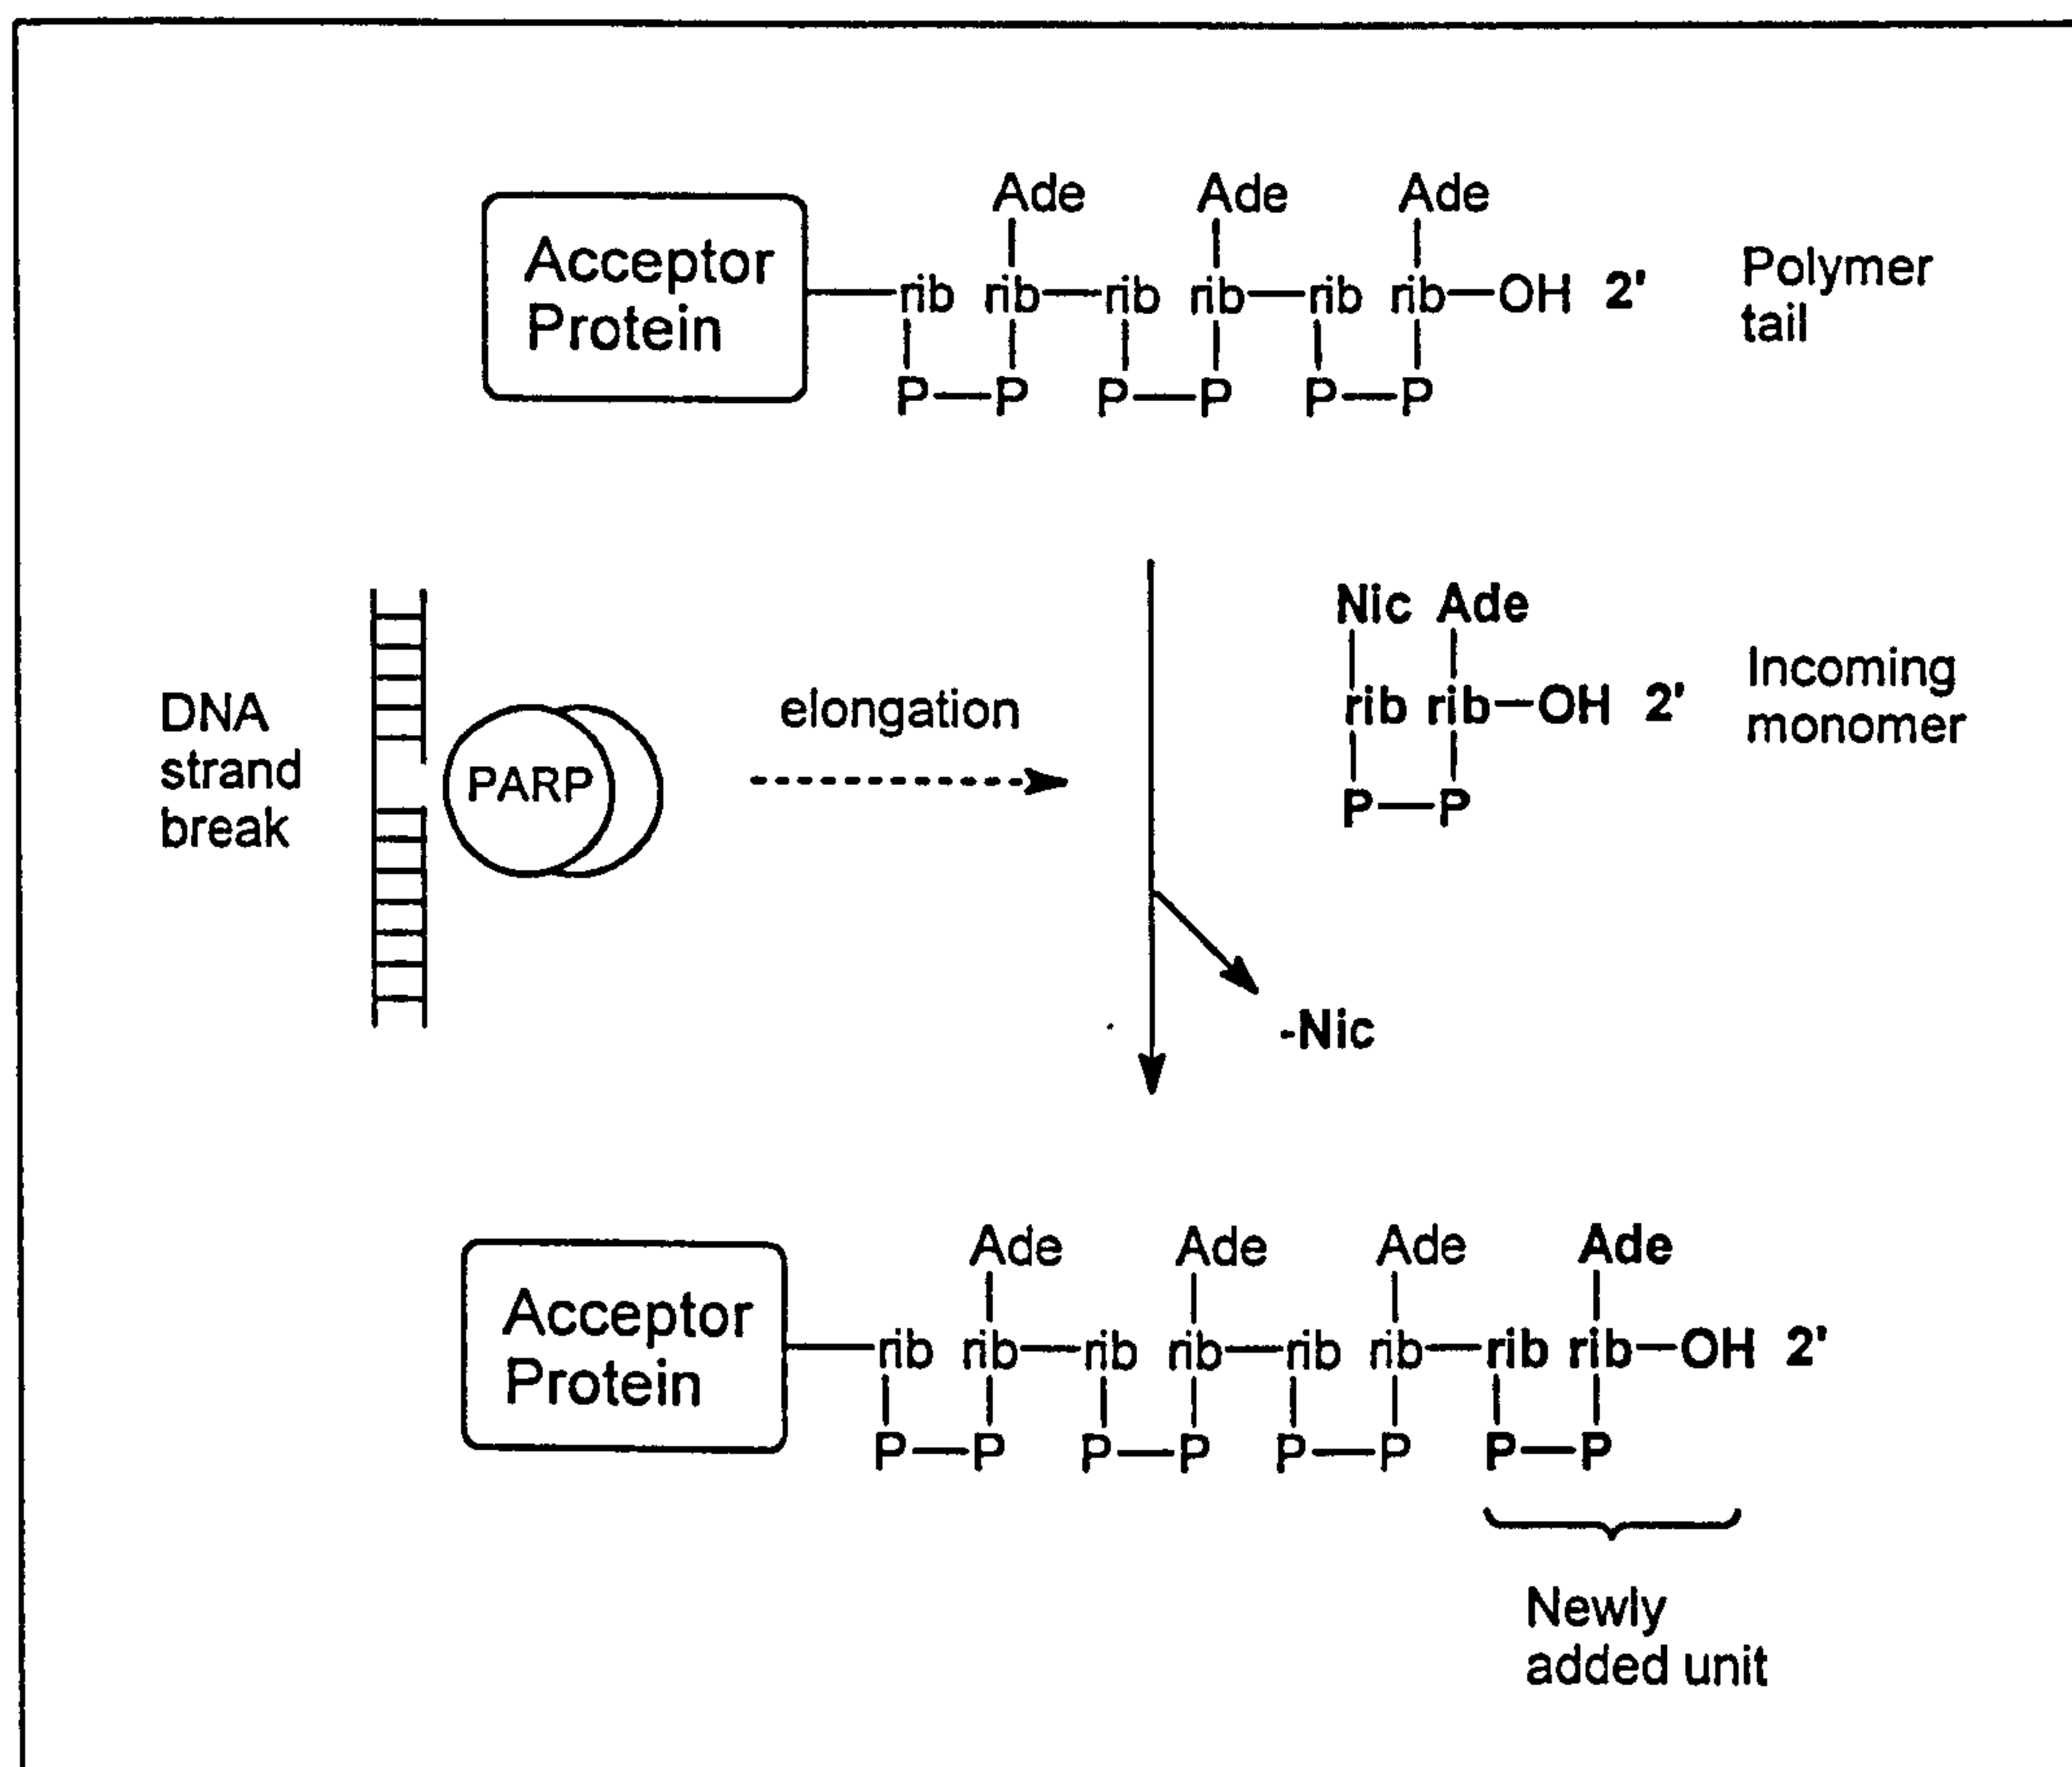 Ade Ade Ade
Acceptor
Protein
rib rib rib rib rib rib OH 2'
P P P P P P
Polymer
tail
DNA
strand
break
PARP
elongation
Nic Ade
rib rib OH 2'
P P
Incoming
monomer
-Nic
Ade Ade Ade Ade
Acceptor
Protein
rib rib rib rib rib rib rib rib OH 2'
P P P P P P P P
Newly
added unit